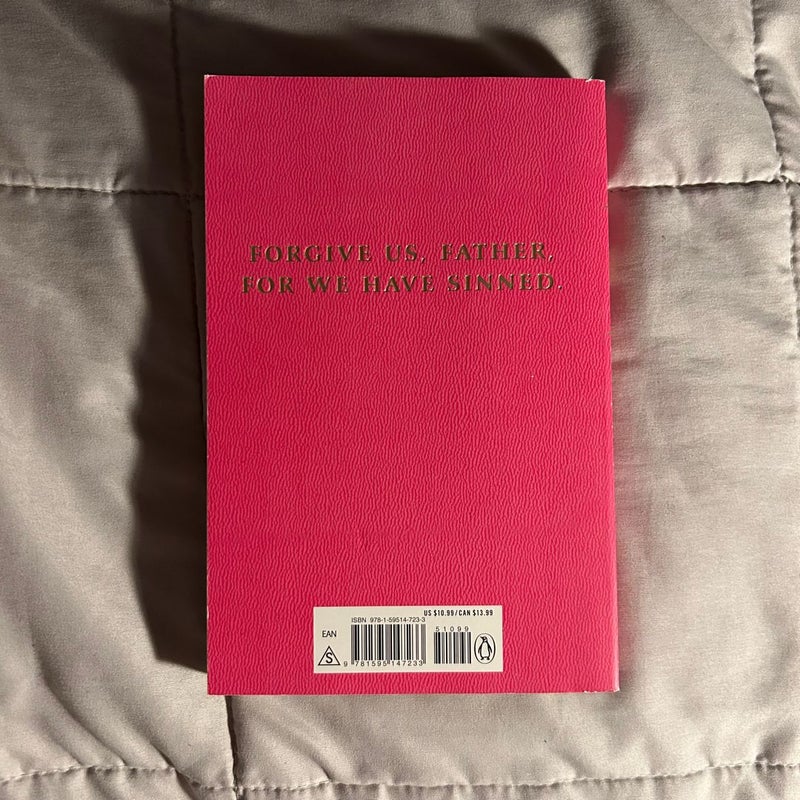 FORGIVE US, FATHER,
FOR WE HAVE SINNED.
US $10.99/CAN $13.99
ISBN 978-1-59514-723-3
51099
EAN
S
9 781595 147233